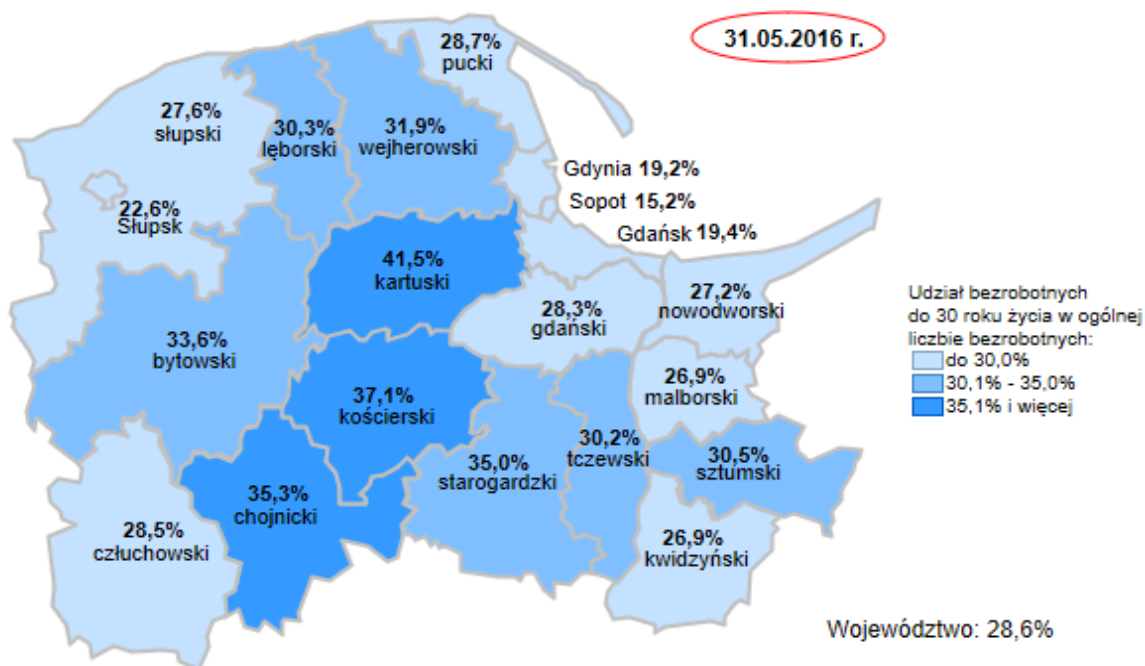 31.05.2016 r.
28,7%
pucki
27,6%
słupski
30,3%
lęborski
31,9%
wejherowski
Gdynia 19,2%
Sopot 15,2%
Gdańsk 19,4%
22,6%
Słupsk
41,5%
kartuski
28,3%
gdański
27,2%
nowodworski
33,6%
bytowski
37,1%
kościerski
26,9%
malborski
35,0%
starogardzki
30,2%
tczewski
30,5%
sztumski
35,3%
chojnicki
28,5%
człuchowski
26,9%
kwidzyński
Udział bezrobotnych
do 30 roku życia w ogólnej
liczbie bezrobotnych:
do 30,0%
30,1% - 35,0%
35,1% i więcej
Województwo: 28,6%